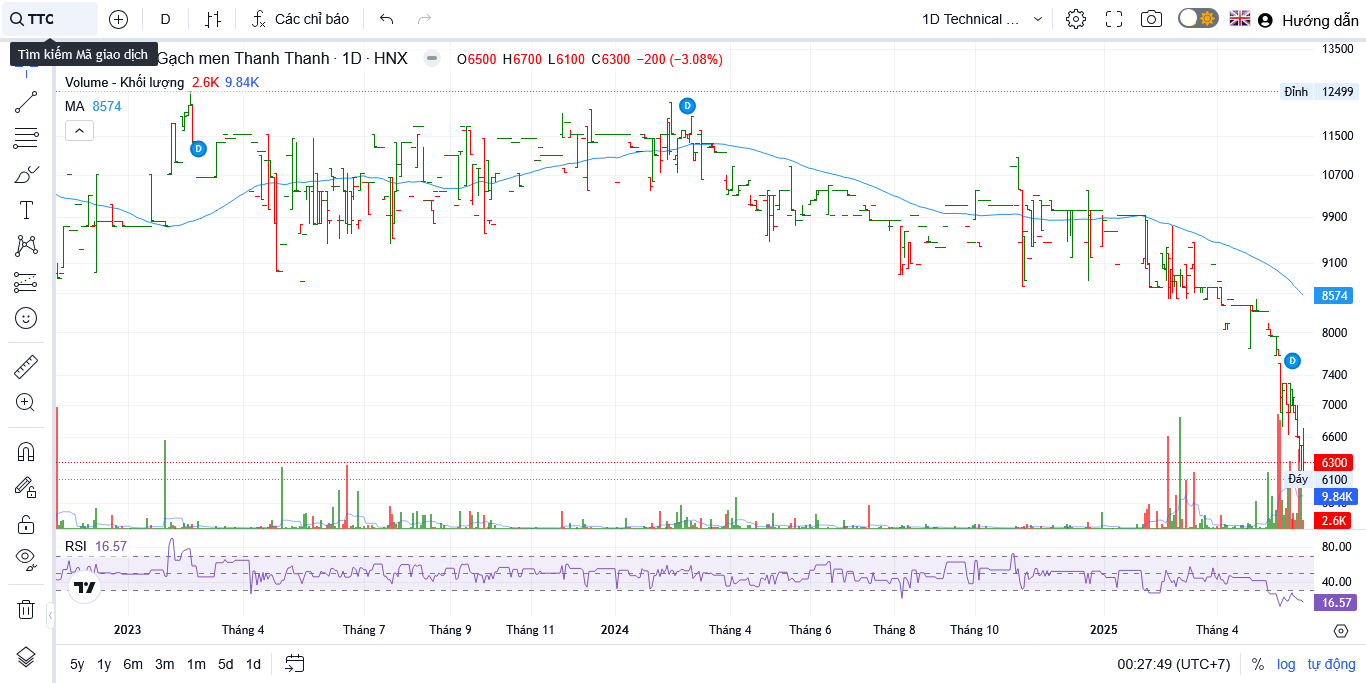 TTC D Các chỉ báo 1D Technical ... Hướng dẫn
Tìm kiếm Mã giao dịch
Gạch men Thanh Thanh · 1D · HNX O6500 H6700 L6100 C6300 −200 (−3.08%)
Volume - Khối lượng 2.6K 9.84K
MA 8574
D
D
D
13500
Đỉnh 12499
11500
10700
9900
9100
8574
8000
7400
7000
6600
6300
Đáy 6100
9.84K
2.6K
RSI 16.57
80.00
40.00
16.57
2023 Tháng 4 Tháng 7 Tháng 9 Tháng 11 2024 Tháng 4 Tháng 6 Tháng 8 Tháng 10 2025 Tháng 4
5y 1y 6m 3m 1m 5d 1d 00:27:49 (UTC+7) % log tự động